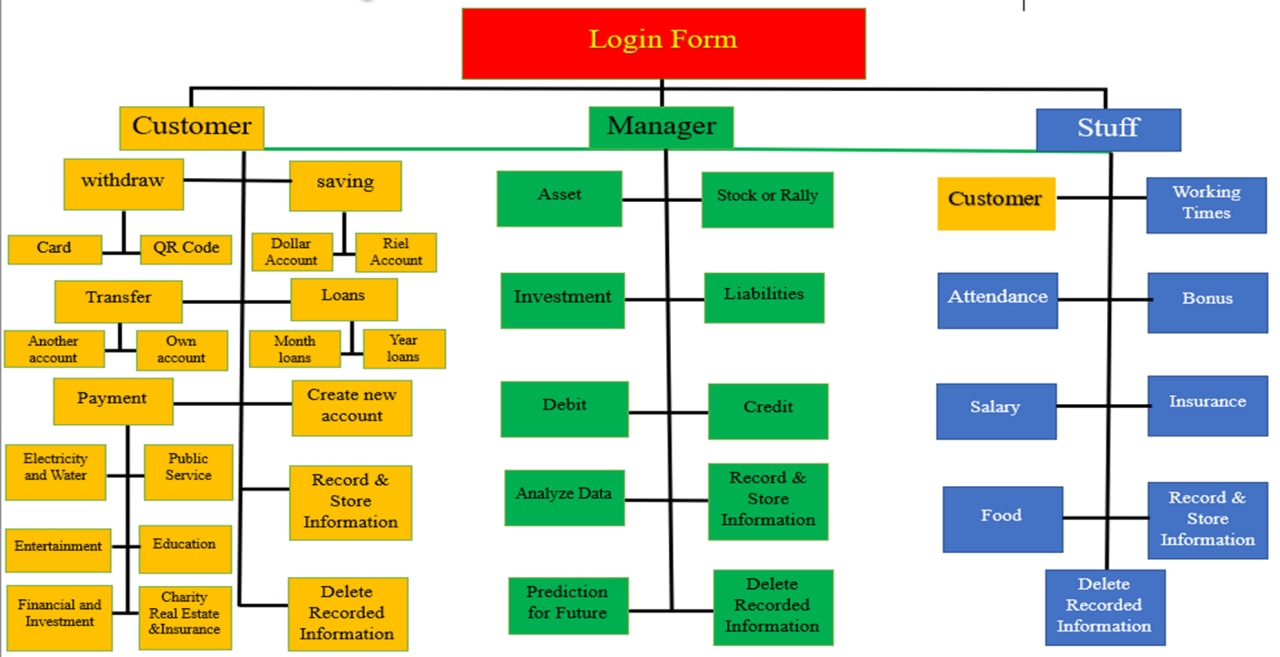 Login Form
Customer
Manager
Stuff
withdraw
saving
Card
QR Code
Dollar
Account
Riel
Account
Transfer
Loans
Another
account
Own
account
Month
loans
Year
loans
Payment
Create new
account
Electricity
and Water
Public
Service
Record &
Store
Information
Entertainment
Education
Financial and
Investment
Charity
Real Estate
&Insurance
Delete
Recorded
Information
Asset
Stock or Rally
Investment
Liabilities
Debit
Credit
Analyze Data
Record &
Store
Information
Prediction
for Future
Delete
Recorded
Information
Customer
Working
Times
Attendance
Bonus
Salary
Insurance
Food
Record &
Store
Information
Delete
Recorded
Information